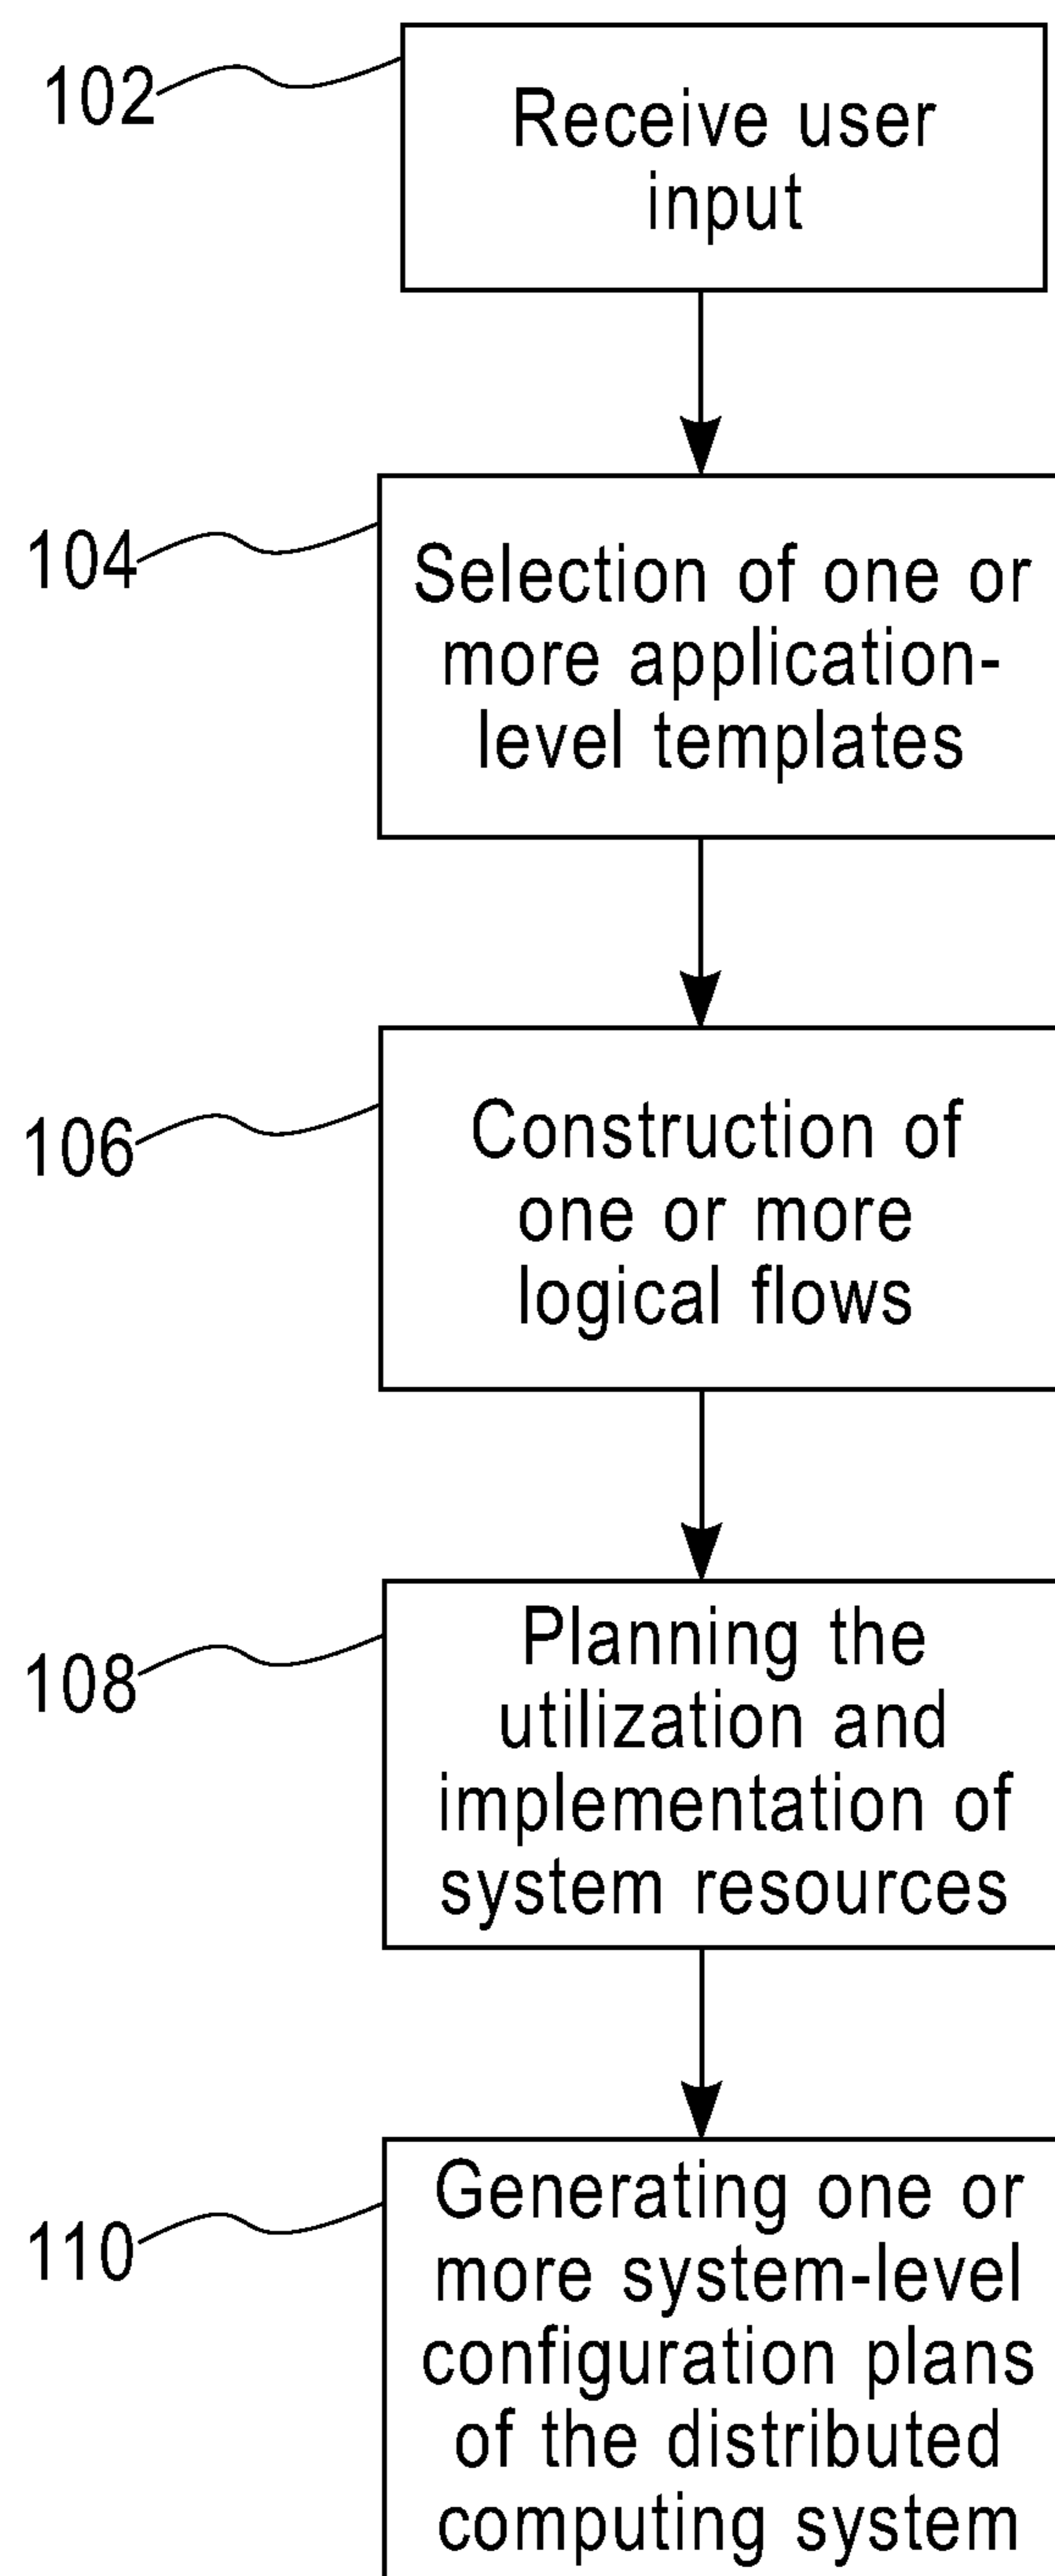 102
Receive user
input
104
Selection of one or
more application-
level templates
106
Construction of
one or more
logical flows
108
Planning the
utilization and
implementation of
system resources
110
Generating one or
more system-level
configuration plans
of the distributed
computing system